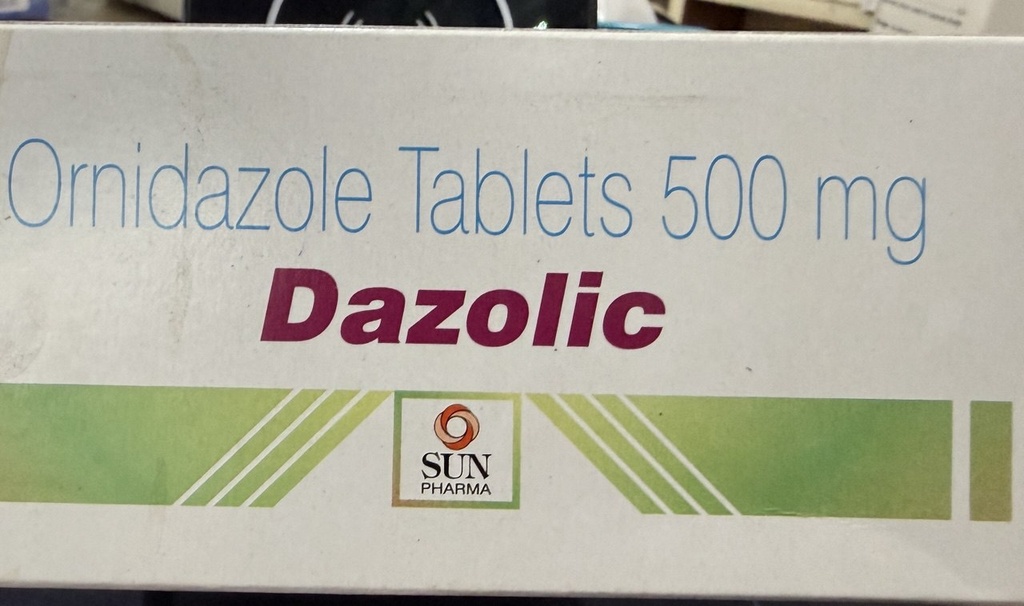 Ornidazole Tablets 500 mg
Dazolic
SUN
PHARMA